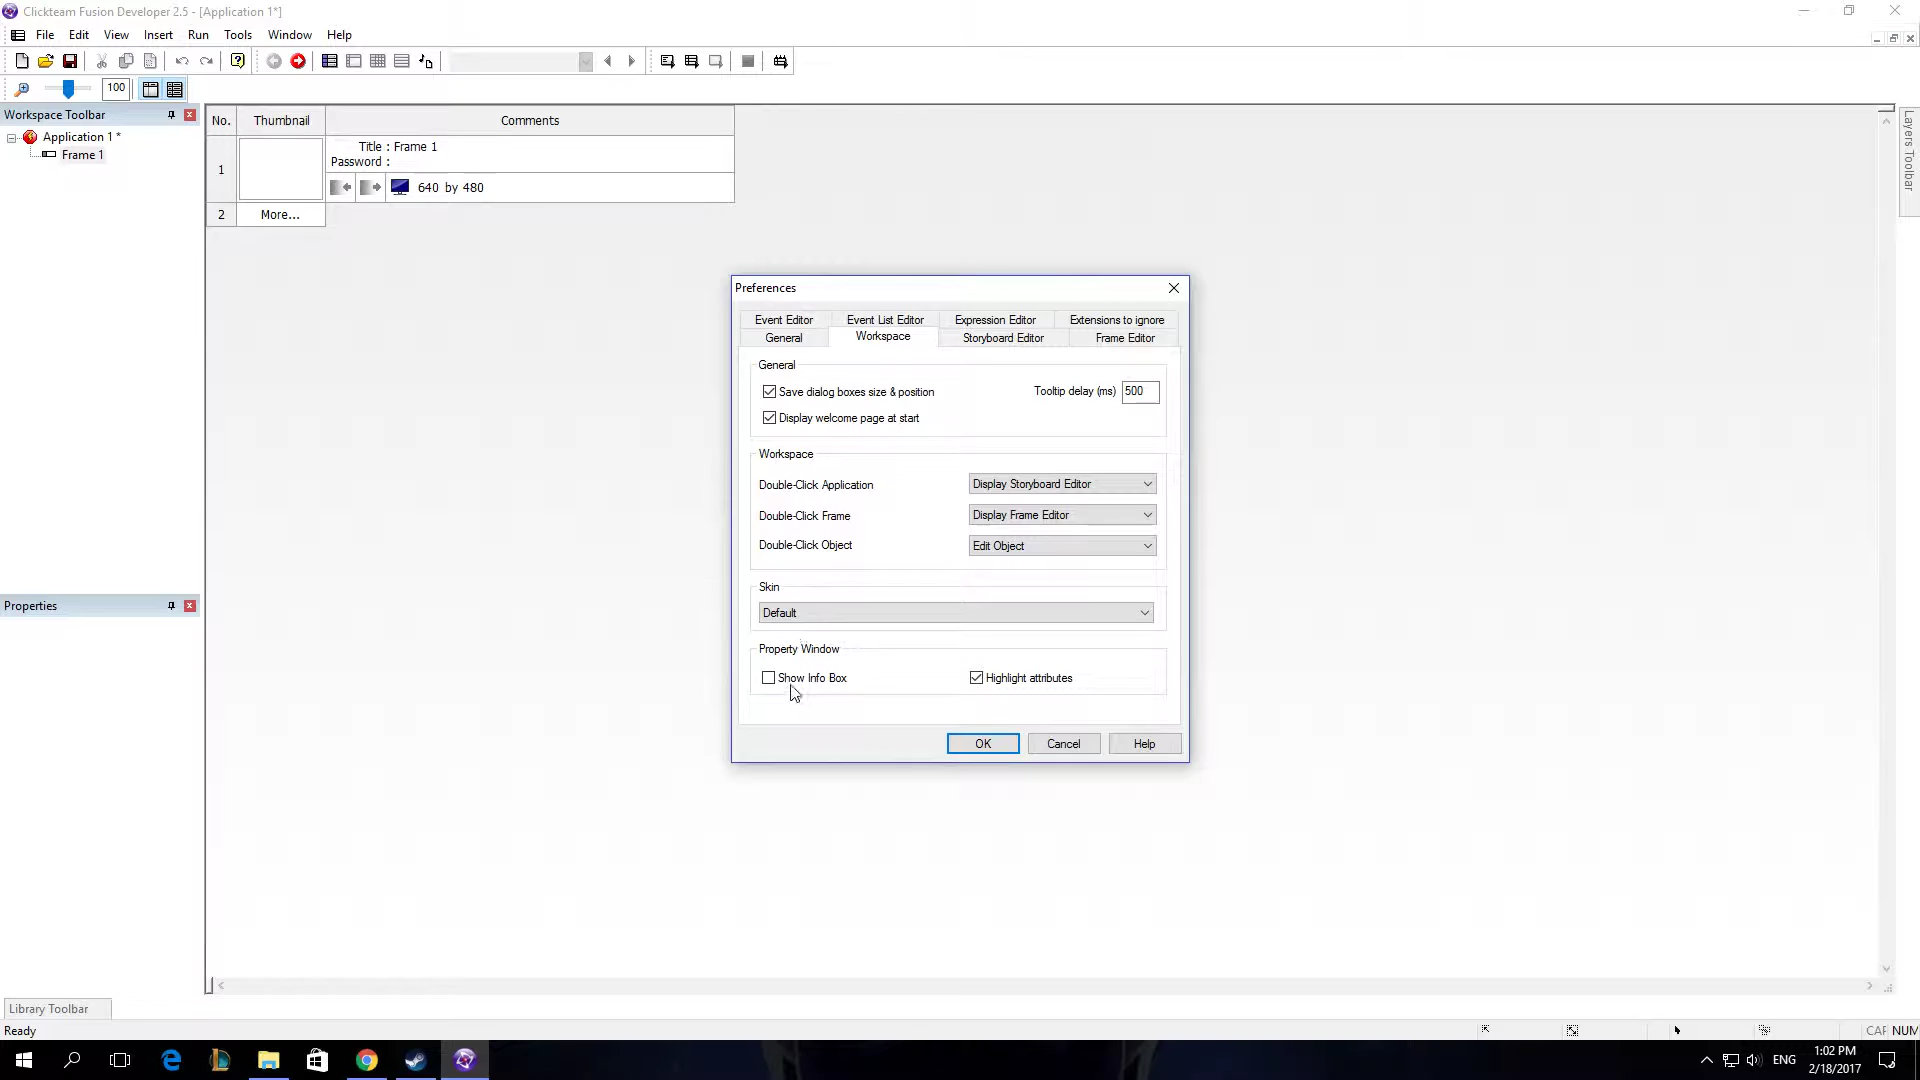 Clickteam Fusion Developer 2.5 - [Application 1*]
File Edit View Insert Run Tools Window Help
100
Workspace Toolbar
Application 1 *
Frame 1
No. Thumbnail Comments
1
Title : Frame 1
Password :
640 by 480
2 More...
Layers Toolbar
Preferences
Event Editor Event List Editor Expression Editor Extensions to ignore
General Workspace Storyboard Editor Frame Editor
General
Save dialog boxes size & position Tooltip delay (ms) 500
Display welcome page at start
Workspace
Double-Click Application Display Storyboard Editor
Double-Click Frame Display Frame Editor
Double-Click Object Edit Object
Skin
Default
Property Window
Show Info Box Highlight attributes
OK Cancel Help
Properties
Library Toolbar
Ready CAP NUM
ENG
1:02 PM
2/18/2017